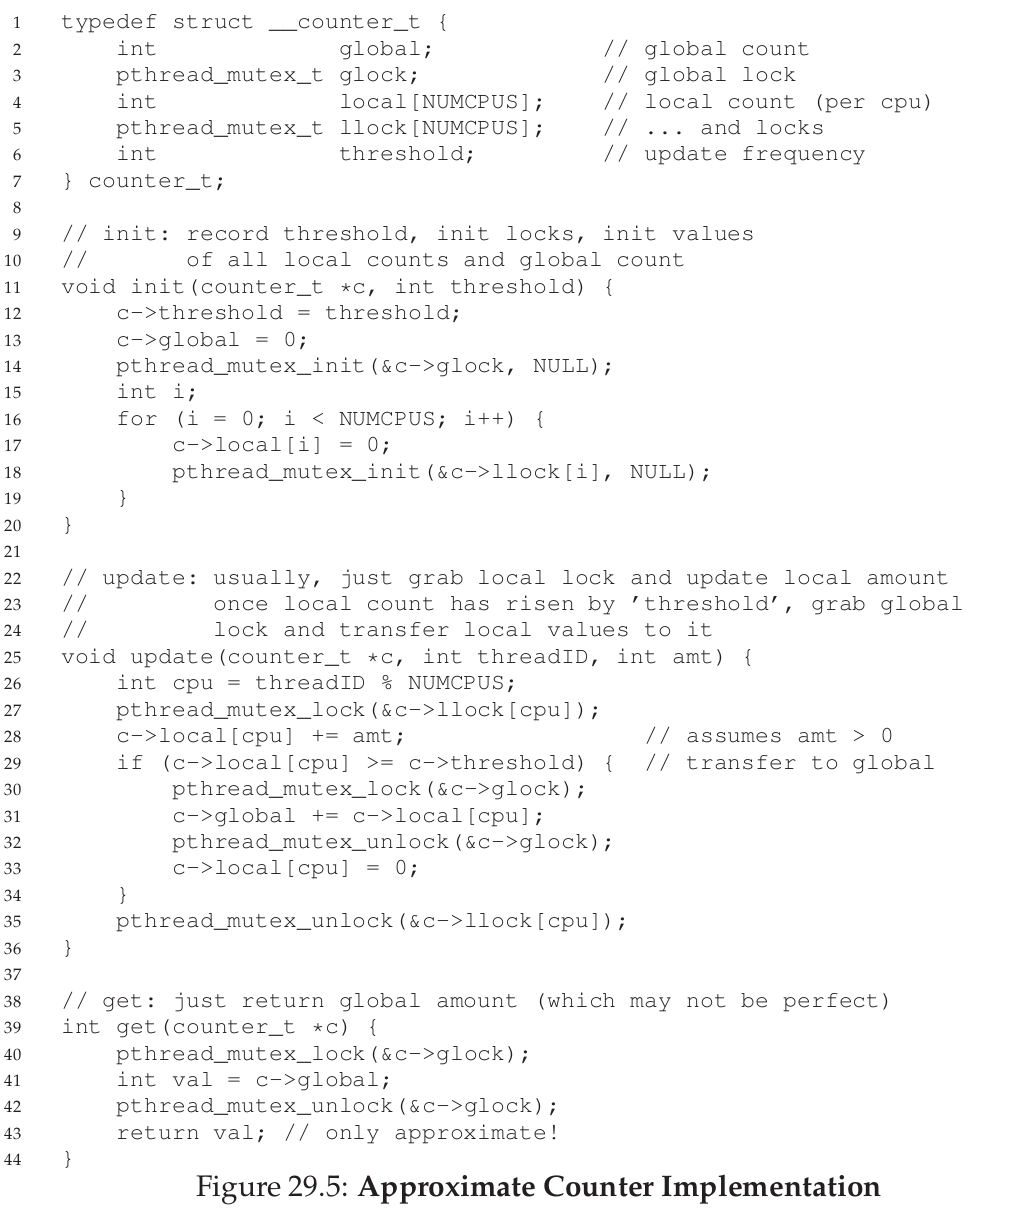 1 typedef struct __counter_t {
2 int global; // global count
3 pthread_mutex_t glock; // global lock
4 int local[NUMCPUS]; // local count (per cpu)
5 pthread_mutex_t llock[NUMCPUS]; // ... and locks
6 int threshold; // update frequency
7 } counter_t;
8
9 // init: record threshold, init locks, init values
10 // of all local counts and global count
11 void init(counter_t *c, int threshold) {
12 c->threshold = threshold;
13 c->global = 0;
14 pthread_mutex_init(&c->glock, NULL);
15 int i;
16 for (i = 0; i < NUMCPUS; i++) {
17 c->local[i] = 0;
18 pthread_mutex_init(&c->llock[i], NULL);
19 }
20 }
21
22 // update: usually, just grab local lock and update local amount
23 // once local count has risen by ’threshold’, grab global
24 // lock and transfer local values to it
25 void update(counter_t *c, int threadID, int amt) {
26 int cpu = threadID % NUMCPUS;
27 pthread_mutex_lock(&c->llock[cpu]);
28 c->local[cpu] += amt; // assumes amt > 0
29 if (c->local[cpu] >= c->threshold) { // transfer to global
30 pthread_mutex_lock(&c->glock);
31 c->global += c->local[cpu];
32 pthread_mutex_unlock(&c->glock);
33 c->local[cpu] = 0;
34 }
35 pthread_mutex_unlock(&c->llock[cpu]);
36 }
37
38 // get: just return global amount (which may not be perfect)
39 int get(counter_t *c) {
40 pthread_mutex_lock(&c->glock);
41 int val = c->global;
42 pthread_mutex_unlock(&c->glock);
43 return val; // only approximate!
44 }
Figure 29.5: Approximate Counter Implementation